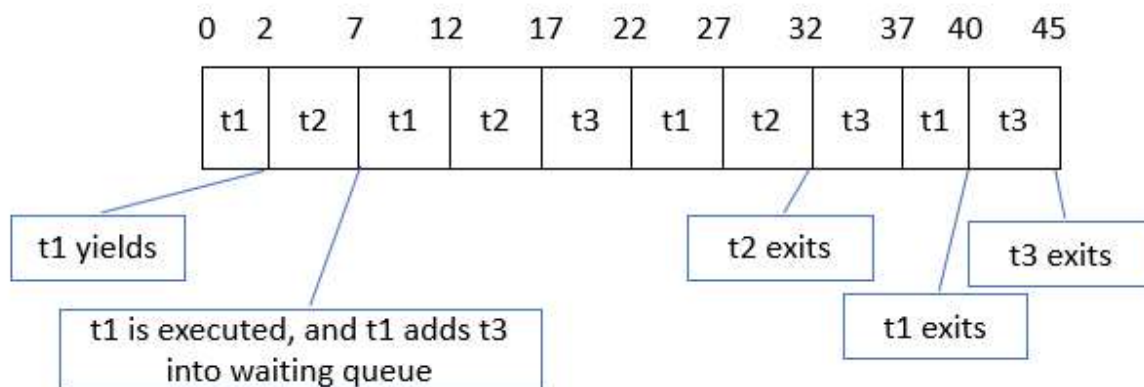 0 2 7 12 17 22 27 32 37 40 45
t1 t2 t1 t2 t3 t1 t2 t3 t1 t3
t1 yields
t2 exits
t3 exits
t1 is executed, and t1 adds t3
into waiting queue
t1 exits